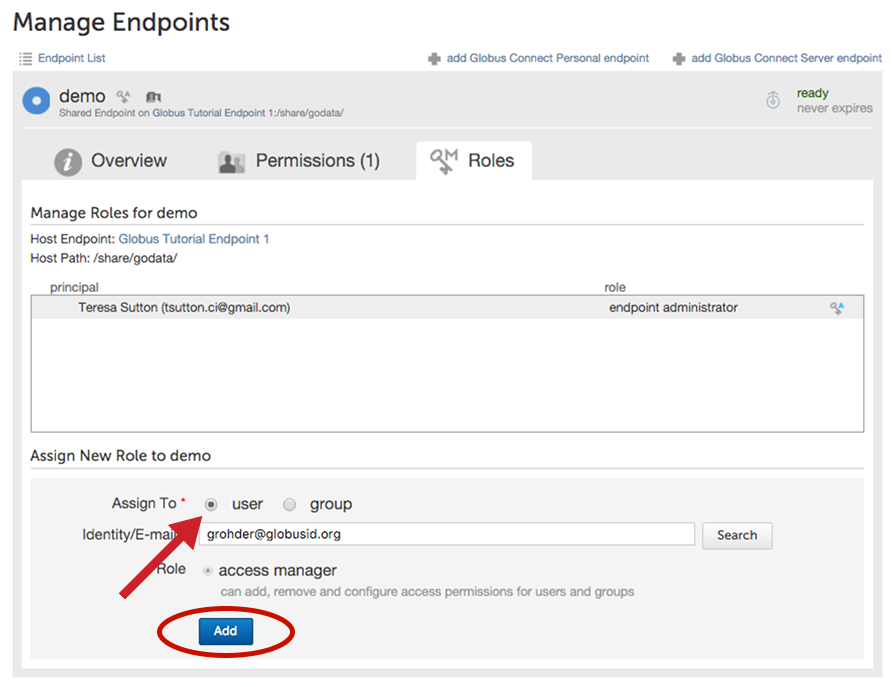 Manage Endpoints
Endpoint List add Globus Connect Personal endpoint add Globus Connect Server endpoint
demo ready
Shared Endpoint on Globus Tutorial Endpoint 1:/share/godata/ never expires
Overview Permissions (1) Roles
Manage Roles for demo
Host Endpoint: Globus Tutorial Endpoint 1
Host Path: /share/godata/
principal role
Teresa Sutton (tsutton.ci@gmail.com) endpoint administrator
Assign New Role to demo
Assign To * user group
Identity/E-mail grohder@globusid.org Search
Role access manager
can add, remove and configure access permissions for users and groups
Add